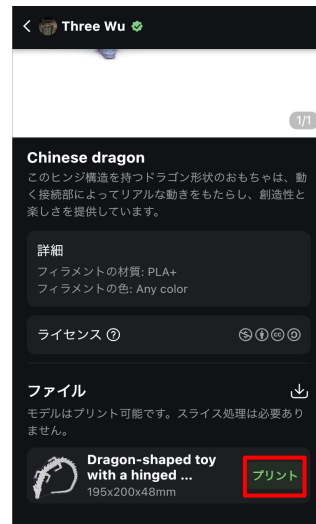 Three Wu
1/1
Chinese dragon
このヒンジ構造を持つドラゴン形状のおもちゃは、動
く接続部によってリアルな動きをもたらし、創造性と
楽しさを提供しています。
詳細
フィラメントの材質: PLA+
フィラメントの色: Any color
ライセンス
ファイル
モデルはプリント可能です。スライス処理は必要あり
ません。
Dragon-shaped toy
with a hinged ...
195x200x48mm
プリント